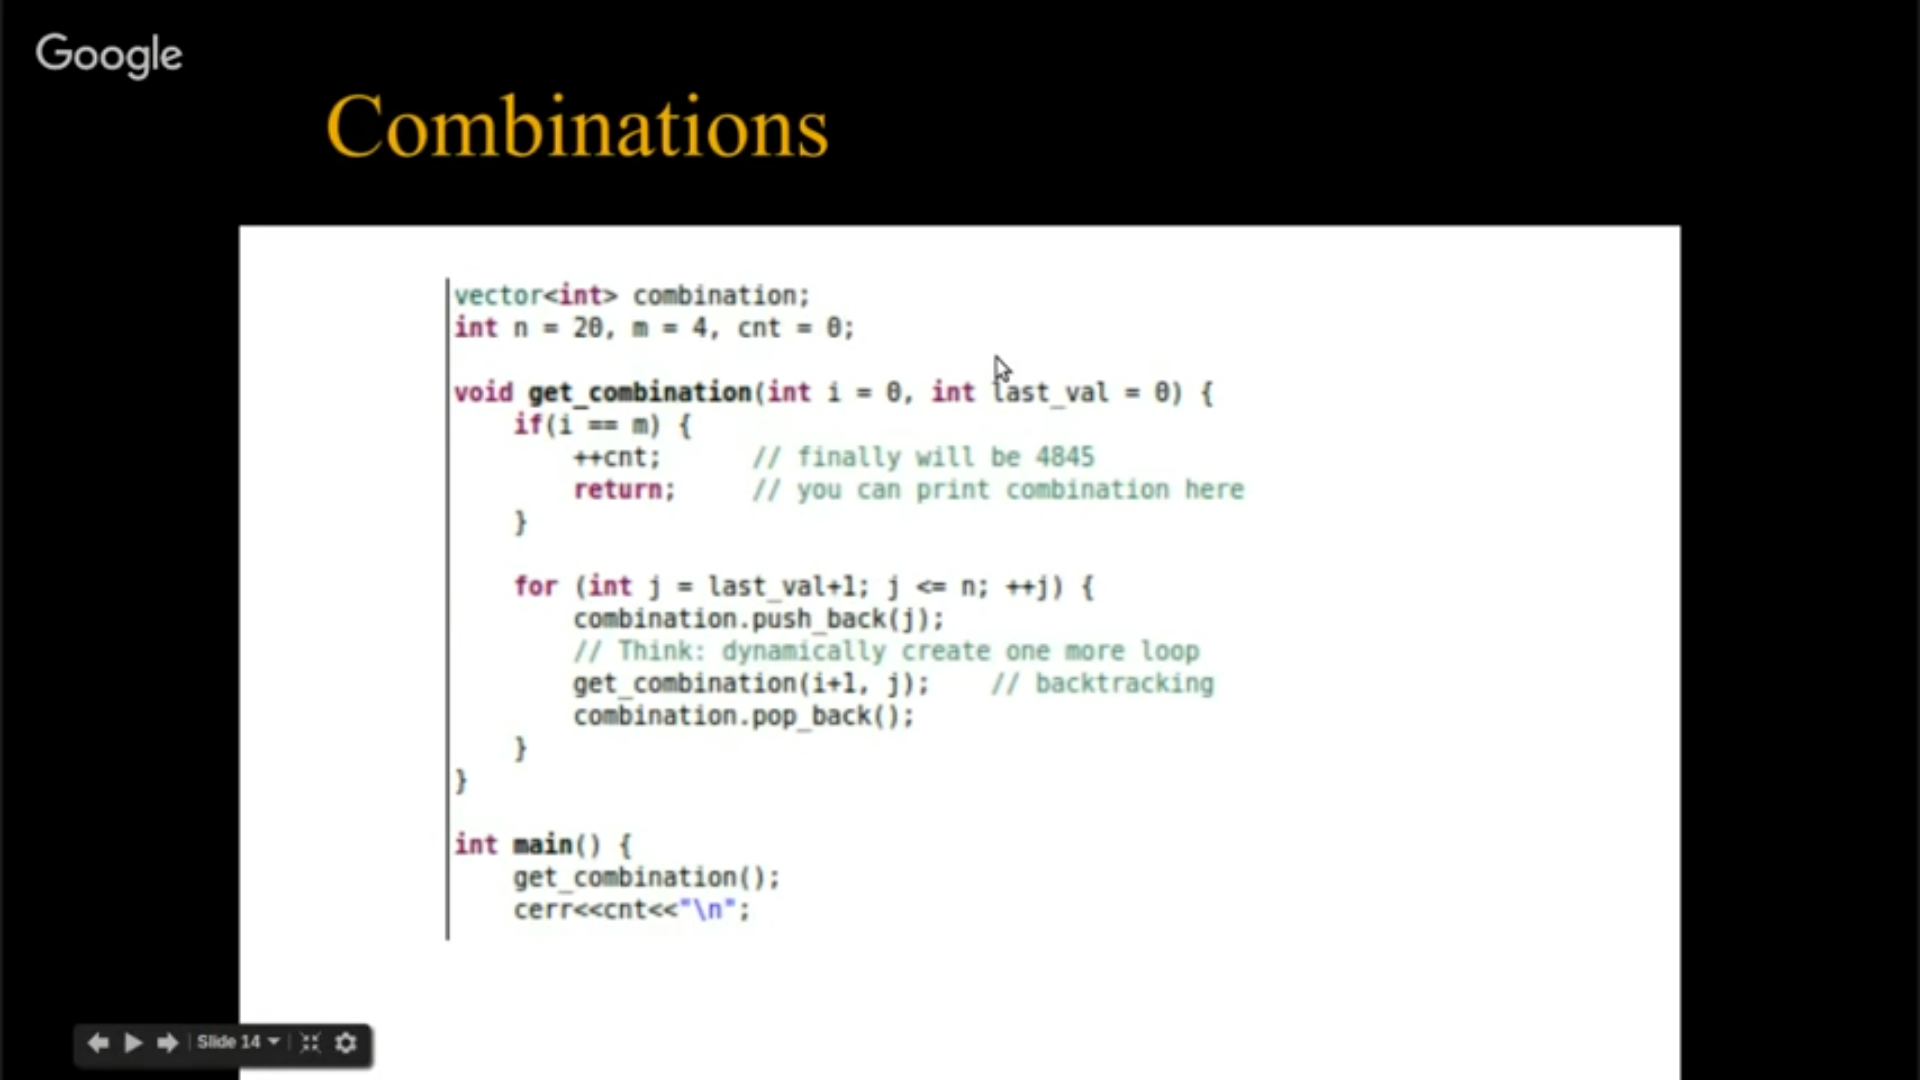 Google
Combinations
vector<int> combination;
int n = 20, m = 4, cnt = 0;
void get_combination(int i = 0, int last_val = 0) {
if(i == m) {
++cnt; // finally will be 4845
return; // you can print combination here
}
for (int j = last_val+1; j <= n; ++j) {
combination.push_back(j);
// Think: dynamically create one more loop
get_combination(i+1, j); // backtracking
combination.pop_back();
}
}
int main() {
get_combination();
cerr<<cnt<<"\n";
Slide 14